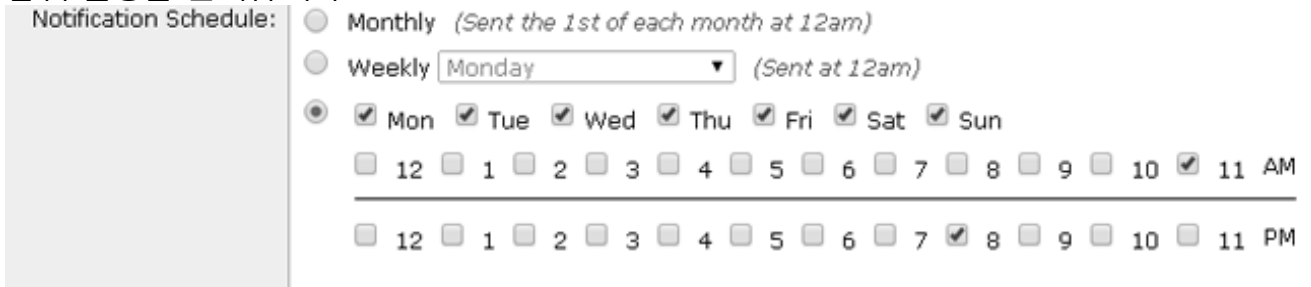 Notification Schedule:
Monthly (Sent the 1st of each month at 12am)
Weekly Monday (Sent at 12am)
Mon Tue Wed Thu Fri Sat Sun
12 1 2 3 4 5 6 7 8 9 10 11 AM
12 1 2 3 4 5 6 7 8 9 10 11 PM